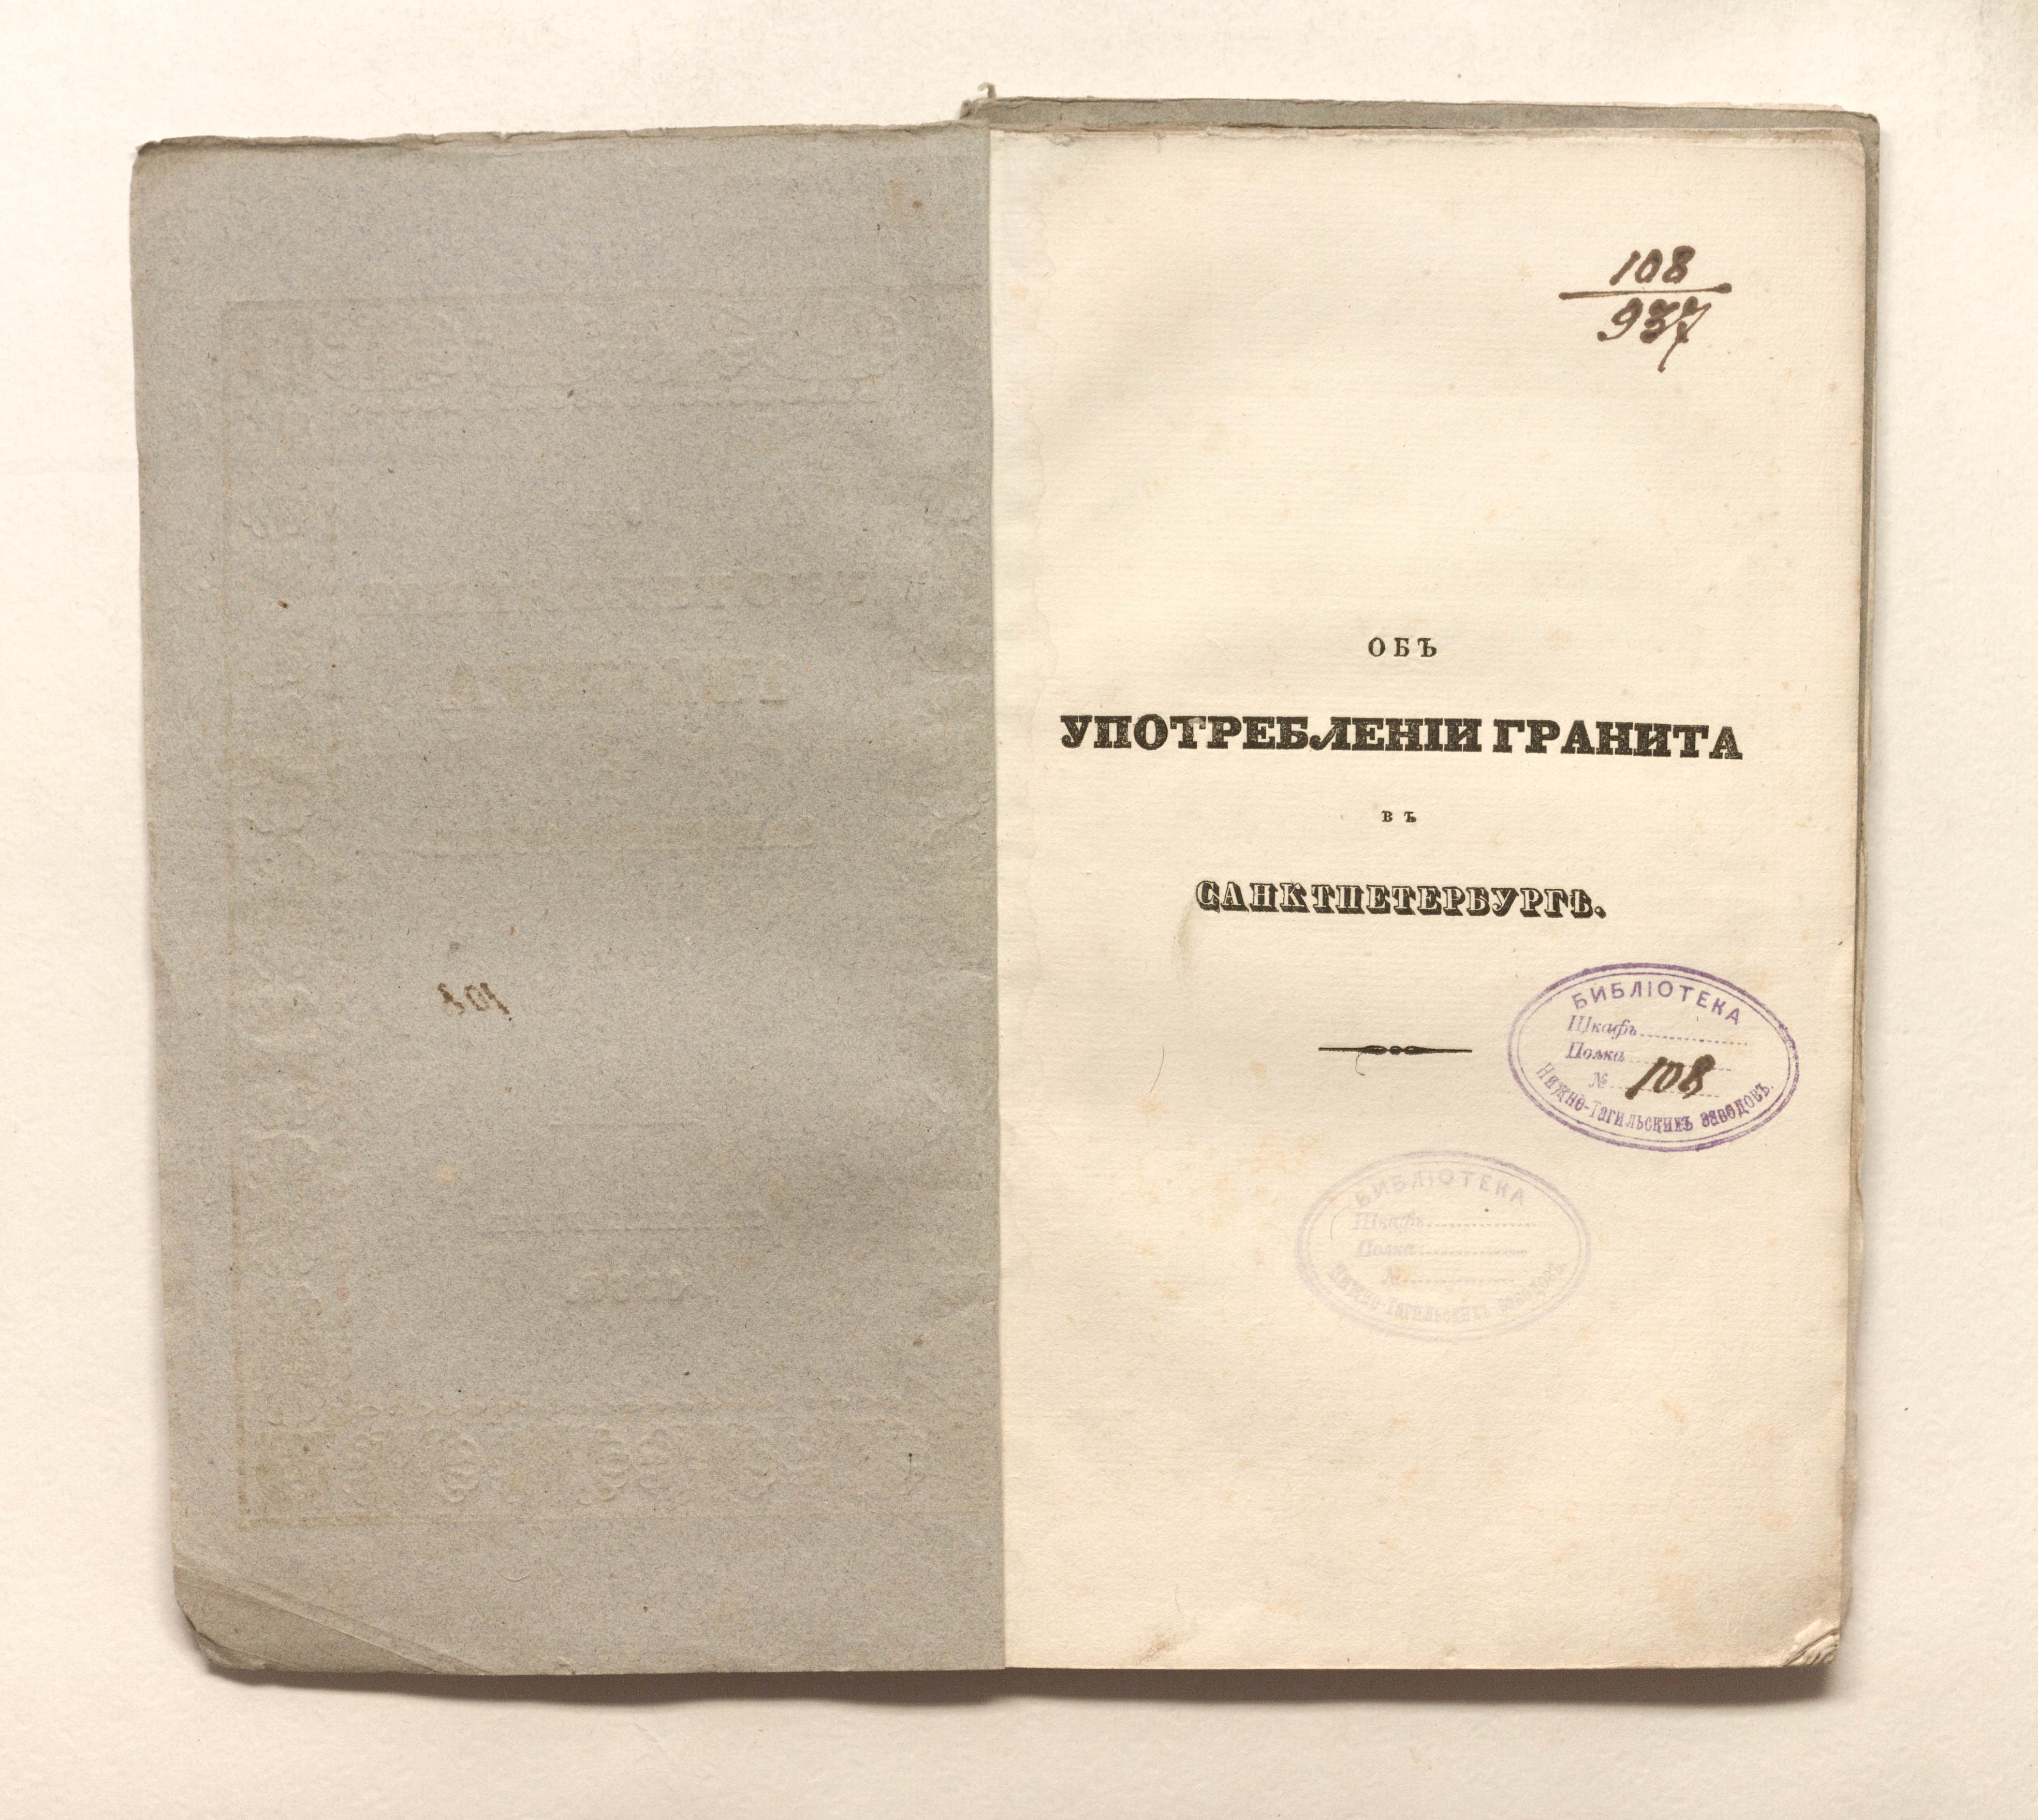 108
937
ОБЪ
УПОТРЕБЛЕНІИ ГРАНИТА
ВЪ
САНКТПЕТЕРБУРГѢ.
БИБЛІОТЕКА
Шкафъ
Полка
№ 108
Нижне-Тагильскихъ заводовъ.
БИБЛІОТЕКА
Шкафъ
Полка
№
Нижне-Тагильскихъ заводовъ.